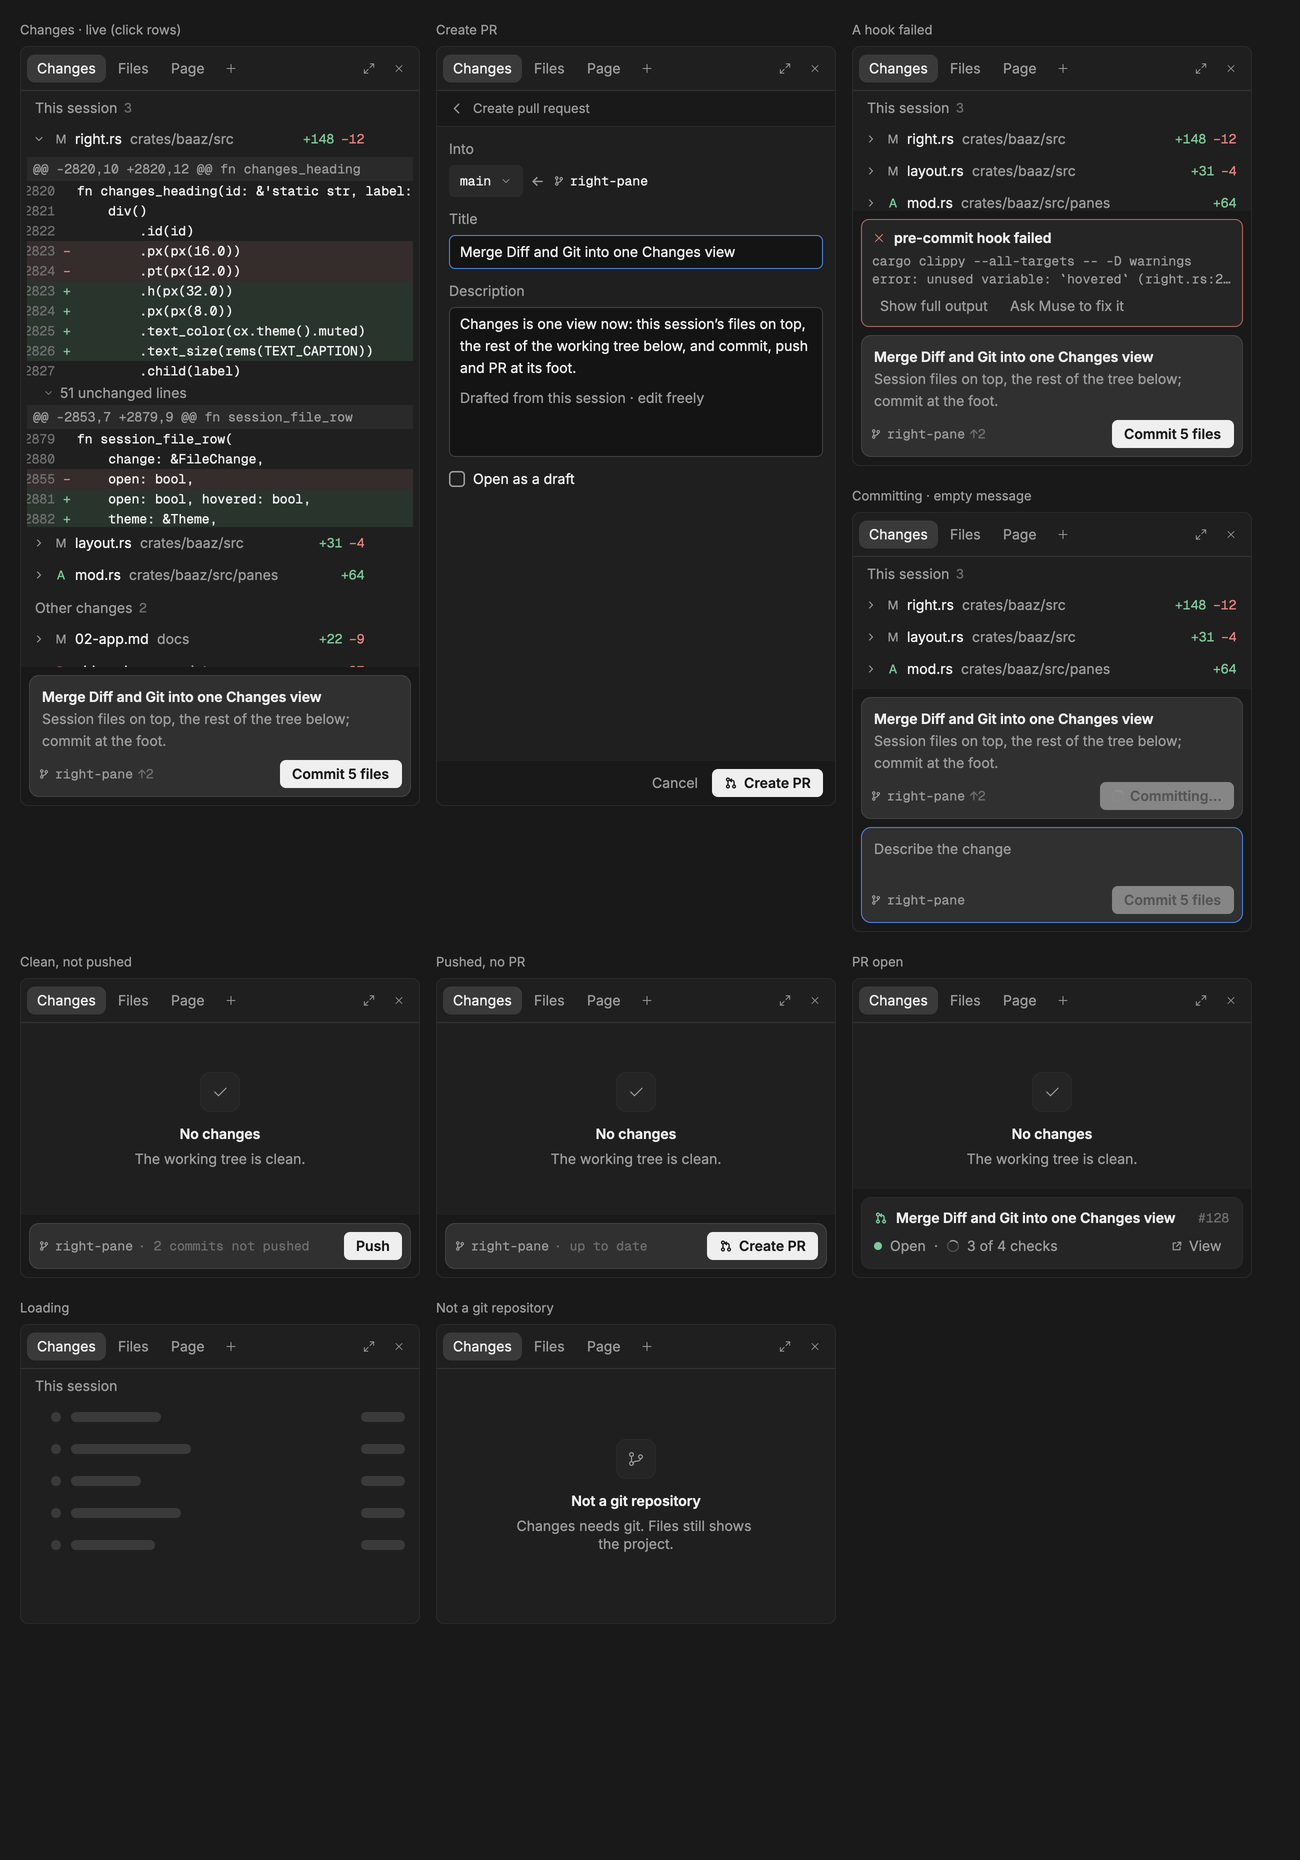 Changes · live (click rows)
Changes Files Page +
This session 3
M right.rs crates/baaz/src +148 −12
@@ -2820,10 +2820,12 @@ fn changes_heading
2820 fn changes_heading(id: &'static str, label:
2821 div()
2822 .id(id)
2823 − .px(px(16.0))
2824 − .pt(px(12.0))
2823 + .h(px(32.0))
2824 + .px(px(8.0))
2825 + .text_color(cx.theme().muted)
2826 + .text_size(rems(TEXT_CAPTION))
2827 .child(label)
51 unchanged lines
@@ -2853,7 +2879,9 @@ fn session_file_row
2879 fn session_file_row(
2880 change: &FileChange,
2855 − open: bool,
2881 + open: bool, hovered: bool,
2882 + theme: &Theme,
M layout.rs crates/baaz/src +31 −4
A mod.rs crates/baaz/src/panes +64
Other changes 2
M 02-app.md docs +22 −9
Merge Diff and Git into one Changes view
Session files on top, the rest of the tree below;
commit at the foot.
right-pane ↑2 Commit 5 files
Create PR
Changes Files Page +
Create pull request
Into
main ← right-pane
Title
Merge Diff and Git into one Changes view
Description
Changes is one view now: this session's files on top,
the rest of the working tree below, and commit, push
and PR at its foot.
Drafted from this session · edit freely
Open as a draft
Cancel Create PR
A hook failed
Changes Files Page +
This session 3
M right.rs crates/baaz/src +148 −12
M layout.rs crates/baaz/src +31 −4
A mod.rs crates/baaz/src/panes +64
pre-commit hook failed
cargo clippy --all-targets -- -D warnings
error: unused variable: `hovered` (right.rs:2…
Show full output Ask Muse to fix it
Merge Diff and Git into one Changes view
Session files on top, the rest of the tree below;
commit at the foot.
right-pane ↑2 Commit 5 files
Committing · empty message
Changes Files Page +
This session 3
M right.rs crates/baaz/src +148 −12
M layout.rs crates/baaz/src +31 −4
A mod.rs crates/baaz/src/panes +64
Merge Diff and Git into one Changes view
Session files on top, the rest of the tree below;
commit at the foot.
right-pane ↑2 Committing…
Describe the change
right-pane Commit 5 files
Clean, not pushed
Changes Files Page +
No changes
The working tree is clean.
right-pane · 2 commits not pushed Push
Pushed, no PR
Changes Files Page +
No changes
The working tree is clean.
right-pane · up to date Create PR
PR open
Changes Files Page +
No changes
The working tree is clean.
Merge Diff and Git into one Changes view #128
Open · 3 of 4 checks View
Loading
Changes Files Page +
This session
Not a git repository
Changes Files Page +
Not a git repository
Changes needs git. Files still shows
the project.